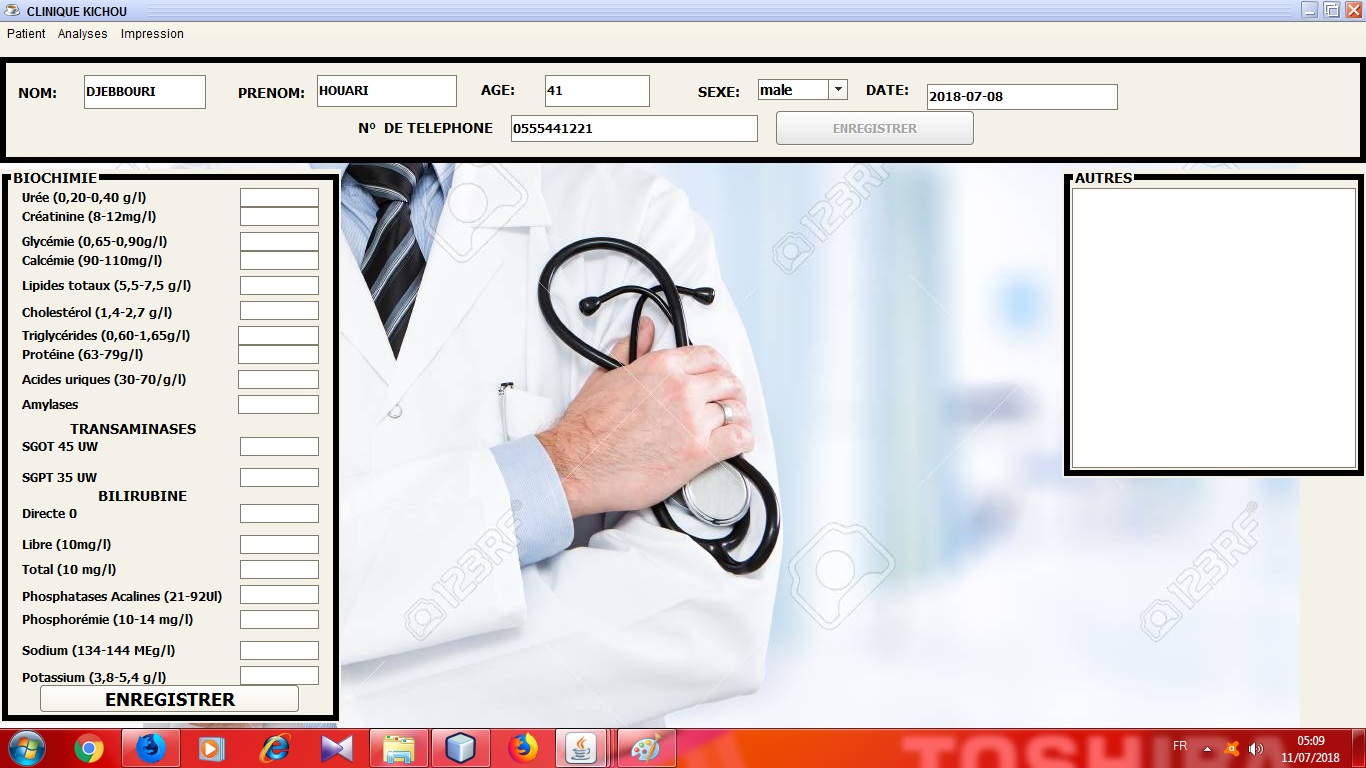 CLINIQUE KICHOU
Patient Analyses Impression
NOM: DJEBBOURI PRENOM: HOUARI AGE: 41 SEXE: male DATE: 2018-07-08
Nº DE TELEPHONE 0555441221 ENREGISTRER
BIOCHIMIE
Urée (0,20-0,40 g/l)
Créatinine (8-12mg/l)
Glycémie (0,65-0,90g/l)
Calcémie (90-110mg/l)
Lipides totaux (5,5-7,5 g/l)
Cholestérol (1,4-2,7 g/l)
Triglycérides (0,60-1,65g/l)
Protéine (63-79g/l)
Acides uriques (30-70/g/l)
Amylases
TRANSAMINASES
SGOT 45 UW
SGPT 35 UW
BILIRUBINE
Directe 0
Libre (10mg/l)
Total (10 mg/l)
Phosphatases Acalines (21-92Ul)
Phosphorémie (10-14 mg/l)
Sodium (134-144 MEg/l)
Potassium (3,8-5,4 g/l)
ENREGISTRER
AUTRES
123RF
123RF
123RF
FR
05:09
11/07/2018
TOSHIBA